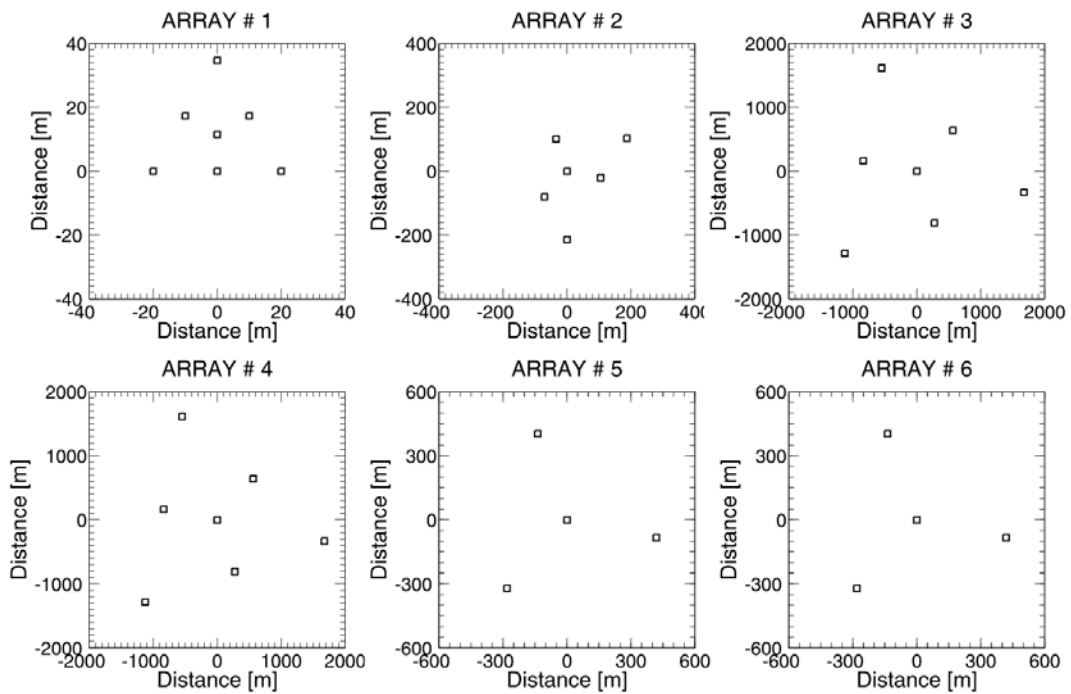 ARRAY # 1
40
20
0
-20
-40
-40 -20 0 20 40
Distance [m]
Distance [m]
ARRAY # 2
400
200
0
-200
-400
-400 -200 0 200 400
Distance [m]
Distance [m]
ARRAY # 3
2000
1000
0
-1000
-2000
-2000 -1000 0 1000 2000
Distance [m]
Distance [m]
ARRAY # 4
2000
1000
0
-1000
-2000
-2000 -1000 0 1000 2000
Distance [m]
Distance [m]
ARRAY # 5
600
300
0
-300
-600
-600 -300 0 300 600
Distance [m]
Distance [m]
ARRAY # 6
600
300
0
-300
-600
-600 -300 0 300 600
Distance [m]
Distance [m]